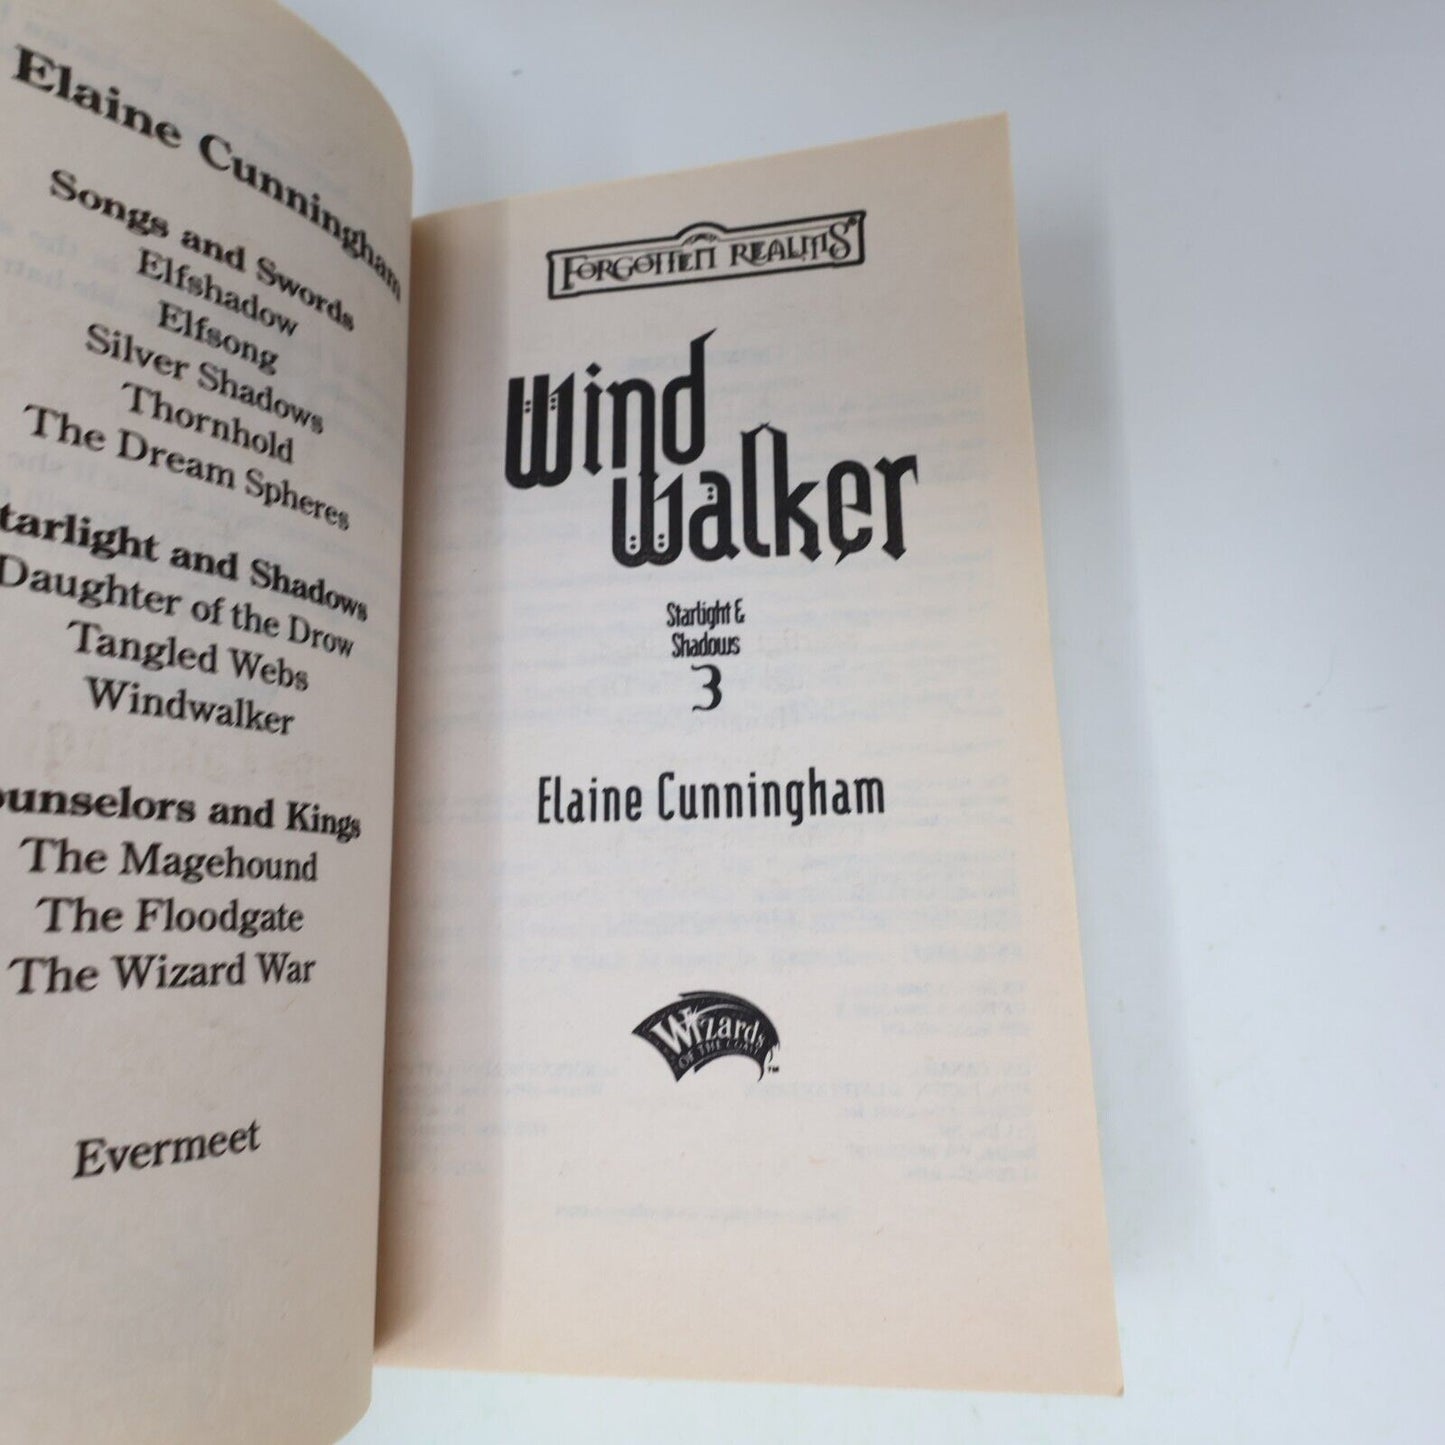 Elaine Cunningham
Songs and Swords
Elfshadow
Elfsong
Silver Shadows
Thornhold
The Dream Spheres
tarlight and Shadows
Daughter of the Drow
Tangled Webs
Windwalker
ounselors and Kings
The Magehound
The Floodgate
The Wizard War
Evermeet
FORGOTTEN REALMS®
Wind
Walker
Starlight &
Shadows
3
Elaine Cunningham
Wizards
OF THE COAST
™